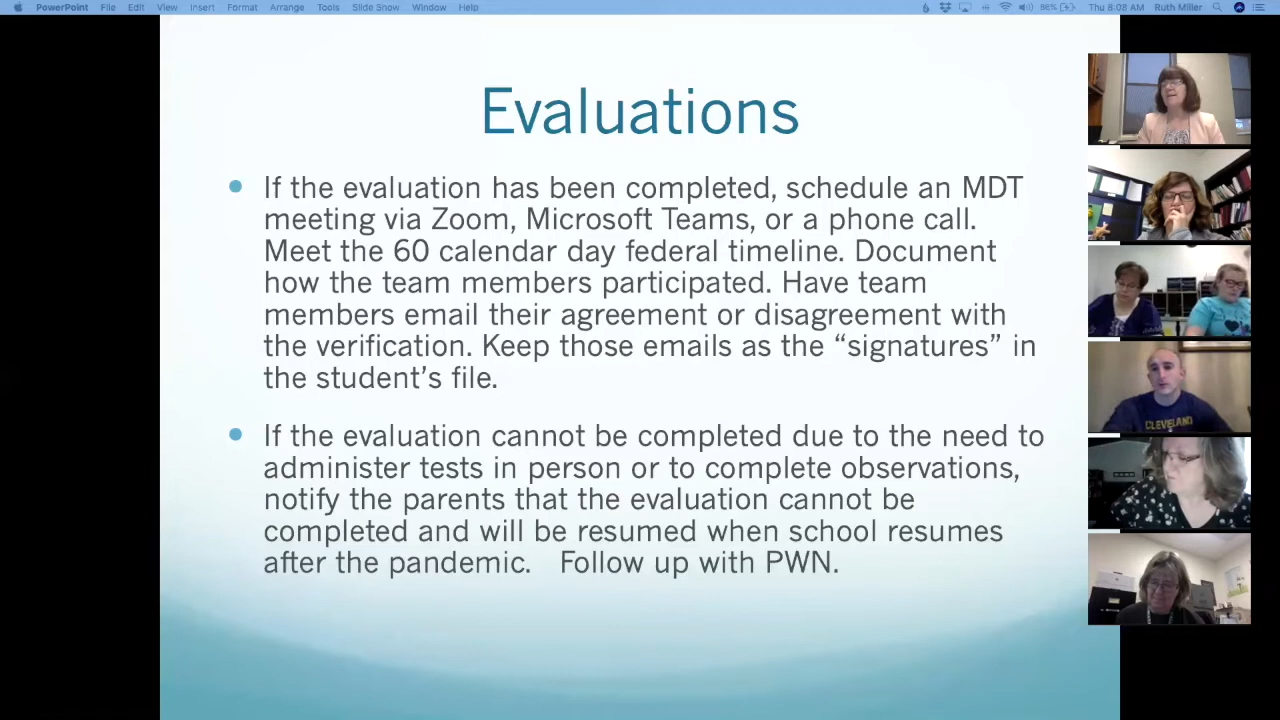 PowerPoint File Edit View Insert Format Arrange Tools Slide Show Window Help 86% Thu 8:08 AM Ruth Miller
Evaluations
• If the evaluation has been completed, schedule an MDT
meeting via Zoom, Microsoft Teams, or a phone call.
Meet the 60 calendar day federal timeline. Document
how the team members participated. Have team
members email their agreement or disagreement with
the verification. Keep those emails as the “signatures” in
the student’s file.
• If the evaluation cannot be completed due to the need to
administer tests in person or to complete observations,
notify the parents that the evaluation cannot be
completed and will be resumed when school resumes
after the pandemic. Follow up with PWN.
CLEVELAND